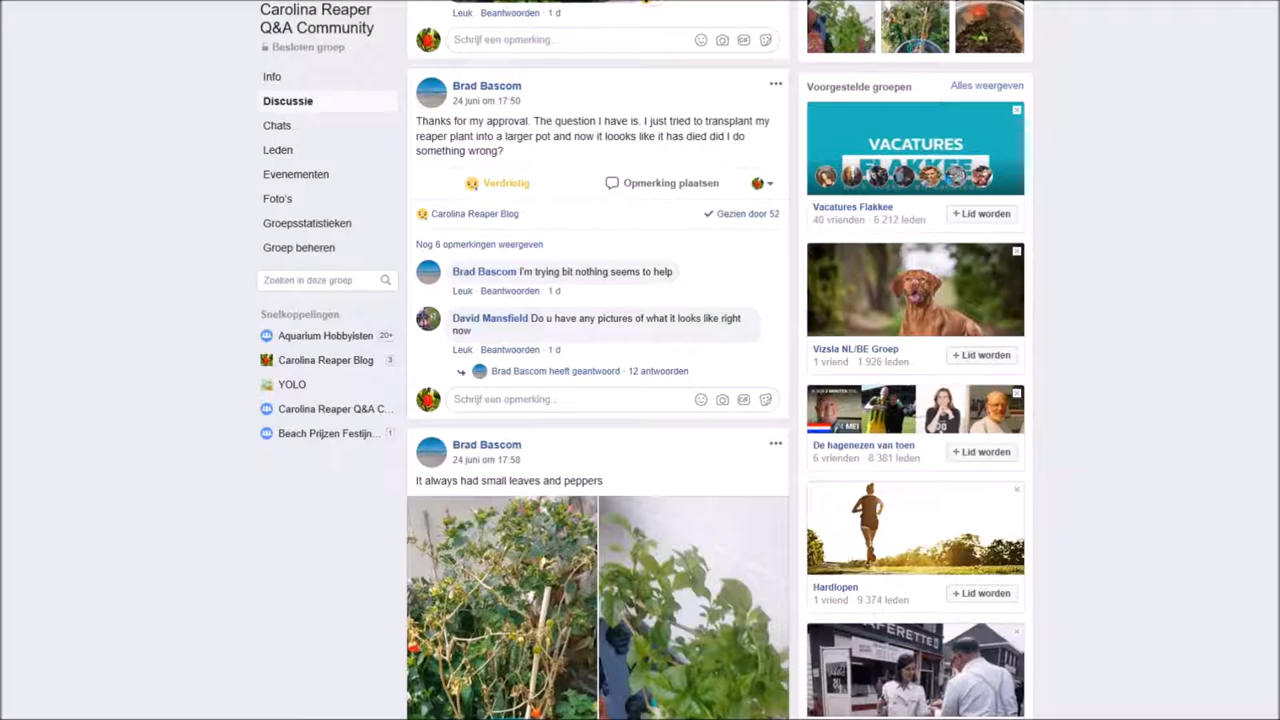 Carolina Reaper
Q&A Community
Besloten groep
Info
Discussie
Chats
Leden
Evenementen
Foto's
Groepsstatistieken
Groep beheren
Zoeken in deze groep
Snelkoppelingen
Aquarium Hobbyisten 20+
Carolina Reaper Blog 3
YOLO
Carolina Reaper Q&A C...
Beach Prijzen Festijn... 1
Leuk · Beantwoorden · 1 d
Schrijf een opmerking...
Brad Bascom
24 juni om 17:50
Thanks for my approval. The question I have is. I just tried to transplant my
reaper plant into a larger pot and now it loooks like it has died did I do
something wrong?
Verdrietig
Opmerking plaatsen
Carolina Reaper Blog
Gezien door 52
Nog 6 opmerkingen weergeven
Brad Bascom I'm trying bit nothing seems to help
Leuk · Beantwoorden · 1 d
David Mansfield Do u have any pictures of what it looks like right
now
Leuk · Beantwoorden · 1 d
Brad Bascom heeft geantwoord · 12 antwoorden
Schrijf een opmerking...
Brad Bascom
24 juni om 17:58
It always had small leaves and peppers
Voorgestelde groepen
Alles weergeven
VACATURES
FLAKKEE
Vacatures Flakkee
40 vrienden · 6.212 leden
+ Lid worden
Vizsla NL/BE Groep
1 vriend · 1.926 leden
+ Lid worden
24 MEI
De hagenezen van toen
6 vrienden · 8.381 leden
+ Lid worden
Hardlopen
1 vriend · 9.374 leden
+ Lid worden